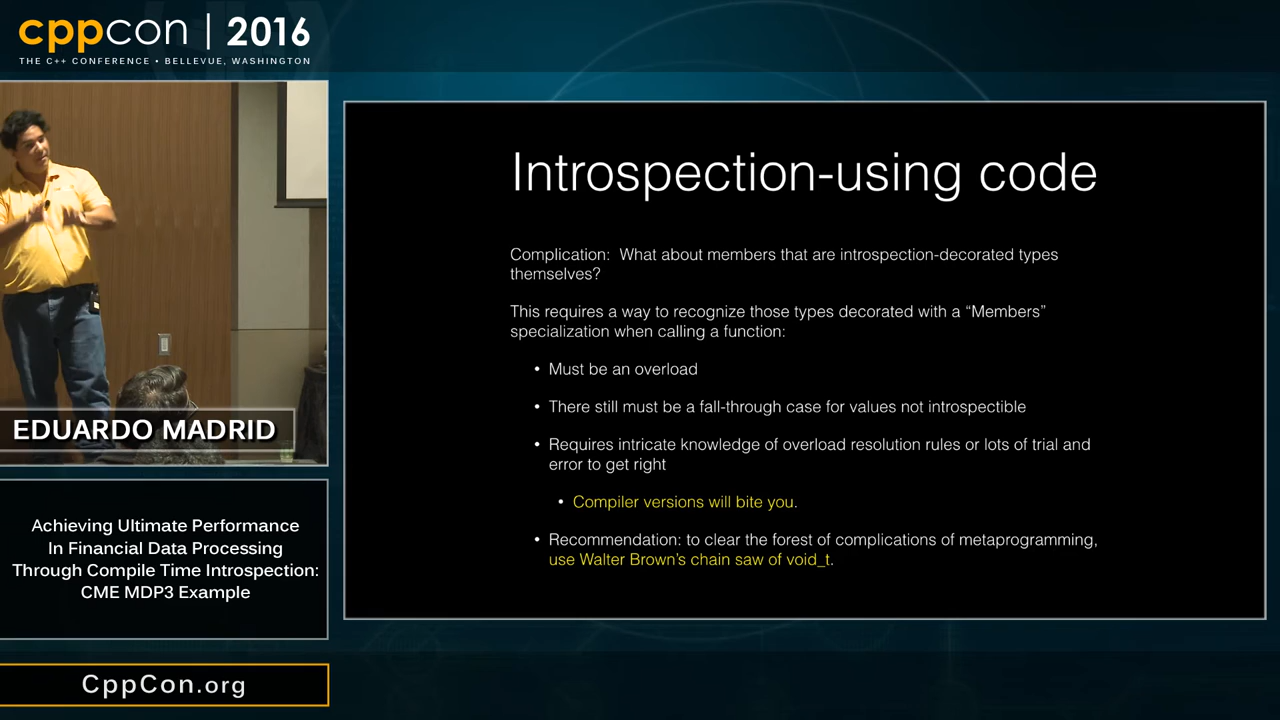 cppcon | 2016
THE C++ CONFERENCE • BELLEVUE, WASHINGTON
Introspection-using code
Complication:  What about members that are introspection-decorated types
themselves?
This requires a way to recognize those types decorated with a “Members”
specialization when calling a function:
• Must be an overload
• There still must be a fall-through case for values not introspectible
• Requires intricate knowledge of overload resolution rules or lots of trial and
error to get right
• Compiler versions will bite you.
• Recommendation: to clear the forest of complications of metaprogramming,
use Walter Brown’s chain saw of void_t.
EDUARDO MADRID
Achieving Ultimate Performance
In Financial Data Processing
Through Compile Time Introspection:
CME MDP3 Example
CppCon.org